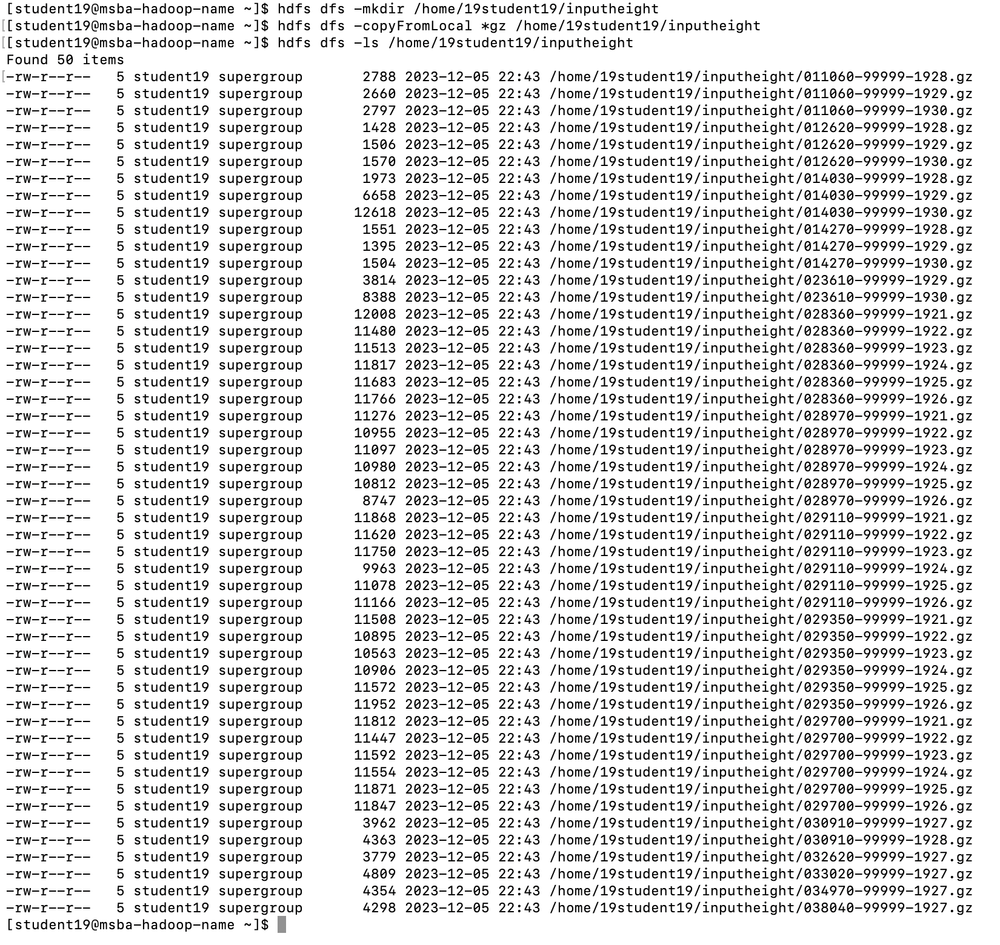 [student19@msba-hadoop-name ~]$ hdfs dfs -mkdir /home/19student19/inputheight
[[student19@msba-hadoop-name ~]$ hdfs dfs -copyFromLocal *gz /home/19student19/inputheight
[[student19@msba-hadoop-name ~]$ hdfs dfs -ls /home/19student19/inputheight
Found 50 items
[-rw-r--r--   5 student19 supergroup       2788 2023-12-05 22:43 /home/19student19/inputheight/011060-99999-1928.gz
-rw-r--r--   5 student19 supergroup       2660 2023-12-05 22:43 /home/19student19/inputheight/011060-99999-1929.gz
-rw-r--r--   5 student19 supergroup       2797 2023-12-05 22:43 /home/19student19/inputheight/011060-99999-1930.gz
-rw-r--r--   5 student19 supergroup       1428 2023-12-05 22:43 /home/19student19/inputheight/012620-99999-1928.gz
-rw-r--r--   5 student19 supergroup       1506 2023-12-05 22:43 /home/19student19/inputheight/012620-99999-1929.gz
-rw-r--r--   5 student19 supergroup       1570 2023-12-05 22:43 /home/19student19/inputheight/012620-99999-1930.gz
-rw-r--r--   5 student19 supergroup       1973 2023-12-05 22:43 /home/19student19/inputheight/014030-99999-1928.gz
-rw-r--r--   5 student19 supergroup       6658 2023-12-05 22:43 /home/19student19/inputheight/014030-99999-1929.gz
-rw-r--r--   5 student19 supergroup      12618 2023-12-05 22:43 /home/19student19/inputheight/014030-99999-1930.gz
-rw-r--r--   5 student19 supergroup       1551 2023-12-05 22:43 /home/19student19/inputheight/014270-99999-1928.gz
-rw-r--r--   5 student19 supergroup       1395 2023-12-05 22:43 /home/19student19/inputheight/014270-99999-1929.gz
-rw-r--r--   5 student19 supergroup       1504 2023-12-05 22:43 /home/19student19/inputheight/014270-99999-1930.gz
-rw-r--r--   5 student19 supergroup       3814 2023-12-05 22:43 /home/19student19/inputheight/023610-99999-1929.gz
-rw-r--r--   5 student19 supergroup       8388 2023-12-05 22:43 /home/19student19/inputheight/023610-99999-1930.gz
-rw-r--r--   5 student19 supergroup      12008 2023-12-05 22:43 /home/19student19/inputheight/028360-99999-1921.gz
-rw-r--r--   5 student19 supergroup      11480 2023-12-05 22:43 /home/19student19/inputheight/028360-99999-1922.gz
-rw-r--r--   5 student19 supergroup      11513 2023-12-05 22:43 /home/19student19/inputheight/028360-99999-1923.gz
-rw-r--r--   5 student19 supergroup      11817 2023-12-05 22:43 /home/19student19/inputheight/028360-99999-1924.gz
-rw-r--r--   5 student19 supergroup      11683 2023-12-05 22:43 /home/19student19/inputheight/028360-99999-1925.gz
-rw-r--r--   5 student19 supergroup      11766 2023-12-05 22:43 /home/19student19/inputheight/028360-99999-1926.gz
-rw-r--r--   5 student19 supergroup      11276 2023-12-05 22:43 /home/19student19/inputheight/028970-99999-1921.gz
-rw-r--r--   5 student19 supergroup      10955 2023-12-05 22:43 /home/19student19/inputheight/028970-99999-1922.gz
-rw-r--r--   5 student19 supergroup      11097 2023-12-05 22:43 /home/19student19/inputheight/028970-99999-1923.gz
-rw-r--r--   5 student19 supergroup      10980 2023-12-05 22:43 /home/19student19/inputheight/028970-99999-1924.gz
-rw-r--r--   5 student19 supergroup      10812 2023-12-05 22:43 /home/19student19/inputheight/028970-99999-1925.gz
-rw-r--r--   5 student19 supergroup       8747 2023-12-05 22:43 /home/19student19/inputheight/028970-99999-1926.gz
-rw-r--r--   5 student19 supergroup      11868 2023-12-05 22:43 /home/19student19/inputheight/029110-99999-1921.gz
-rw-r--r--   5 student19 supergroup      11620 2023-12-05 22:43 /home/19student19/inputheight/029110-99999-1922.gz
-rw-r--r--   5 student19 supergroup      11750 2023-12-05 22:43 /home/19student19/inputheight/029110-99999-1923.gz
-rw-r--r--   5 student19 supergroup       9963 2023-12-05 22:43 /home/19student19/inputheight/029110-99999-1924.gz
-rw-r--r--   5 student19 supergroup      11078 2023-12-05 22:43 /home/19student19/inputheight/029110-99999-1925.gz
-rw-r--r--   5 student19 supergroup      11166 2023-12-05 22:43 /home/19student19/inputheight/029110-99999-1926.gz
-rw-r--r--   5 student19 supergroup      11508 2023-12-05 22:43 /home/19student19/inputheight/029350-99999-1921.gz
-rw-r--r--   5 student19 supergroup      10895 2023-12-05 22:43 /home/19student19/inputheight/029350-99999-1922.gz
-rw-r--r--   5 student19 supergroup      10563 2023-12-05 22:43 /home/19student19/inputheight/029350-99999-1923.gz
-rw-r--r--   5 student19 supergroup      10906 2023-12-05 22:43 /home/19student19/inputheight/029350-99999-1924.gz
-rw-r--r--   5 student19 supergroup      11572 2023-12-05 22:43 /home/19student19/inputheight/029350-99999-1925.gz
-rw-r--r--   5 student19 supergroup      11952 2023-12-05 22:43 /home/19student19/inputheight/029350-99999-1926.gz
-rw-r--r--   5 student19 supergroup      11812 2023-12-05 22:43 /home/19student19/inputheight/029700-99999-1921.gz
-rw-r--r--   5 student19 supergroup      11447 2023-12-05 22:43 /home/19student19/inputheight/029700-99999-1922.gz
-rw-r--r--   5 student19 supergroup      11592 2023-12-05 22:43 /home/19student19/inputheight/029700-99999-1923.gz
-rw-r--r--   5 student19 supergroup      11554 2023-12-05 22:43 /home/19student19/inputheight/029700-99999-1924.gz
-rw-r--r--   5 student19 supergroup      11871 2023-12-05 22:43 /home/19student19/inputheight/029700-99999-1925.gz
-rw-r--r--   5 student19 supergroup      11847 2023-12-05 22:43 /home/19student19/inputheight/029700-99999-1926.gz
-rw-r--r--   5 student19 supergroup       3962 2023-12-05 22:43 /home/19student19/inputheight/030910-99999-1927.gz
-rw-r--r--   5 student19 supergroup       4363 2023-12-05 22:43 /home/19student19/inputheight/030910-99999-1928.gz
-rw-r--r--   5 student19 supergroup       3779 2023-12-05 22:43 /home/19student19/inputheight/032620-99999-1927.gz
-rw-r--r--   5 student19 supergroup       4809 2023-12-05 22:43 /home/19student19/inputheight/033020-99999-1927.gz
-rw-r--r--   5 student19 supergroup       4354 2023-12-05 22:43 /home/19student19/inputheight/034970-99999-1927.gz
-rw-r--r--   5 student19 supergroup       4298 2023-12-05 22:43 /home/19student19/inputheight/038040-99999-1927.gz
[student19@msba-hadoop-name ~]$